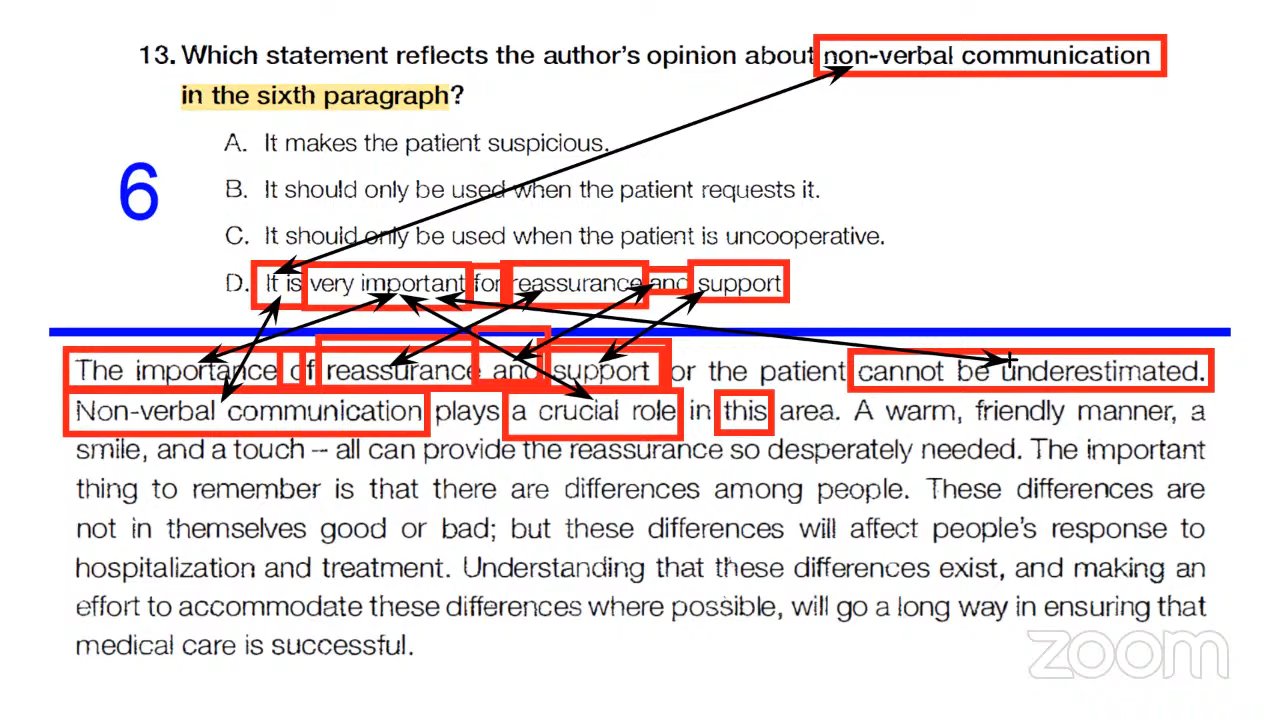 13. Which statement reflects the author's opinion about non-verbal communication
in the sixth paragraph?
A. It makes the patient suspicious.
6
B. It should only be used when the patient requests it.
C. It should only be used when the patient is uncooperative.
D. It is very important for reassurance and support
The importance of reassurance and support for the patient cannot be underestimated.
Non-verbal communication plays a crucial role in this area. A warm, friendly manner, a
smile, and a touch – all can provide the reassurance so desperately needed. The important
thing to remember is that there are differences among people. These differences are
not in themselves good or bad; but these differences will affect people's response to
hospitalization and treatment. Understanding that these differences exist, and making an
effort to accommodate these differences where possible, will go a long way in ensuring that
medical care is successful.
zoom